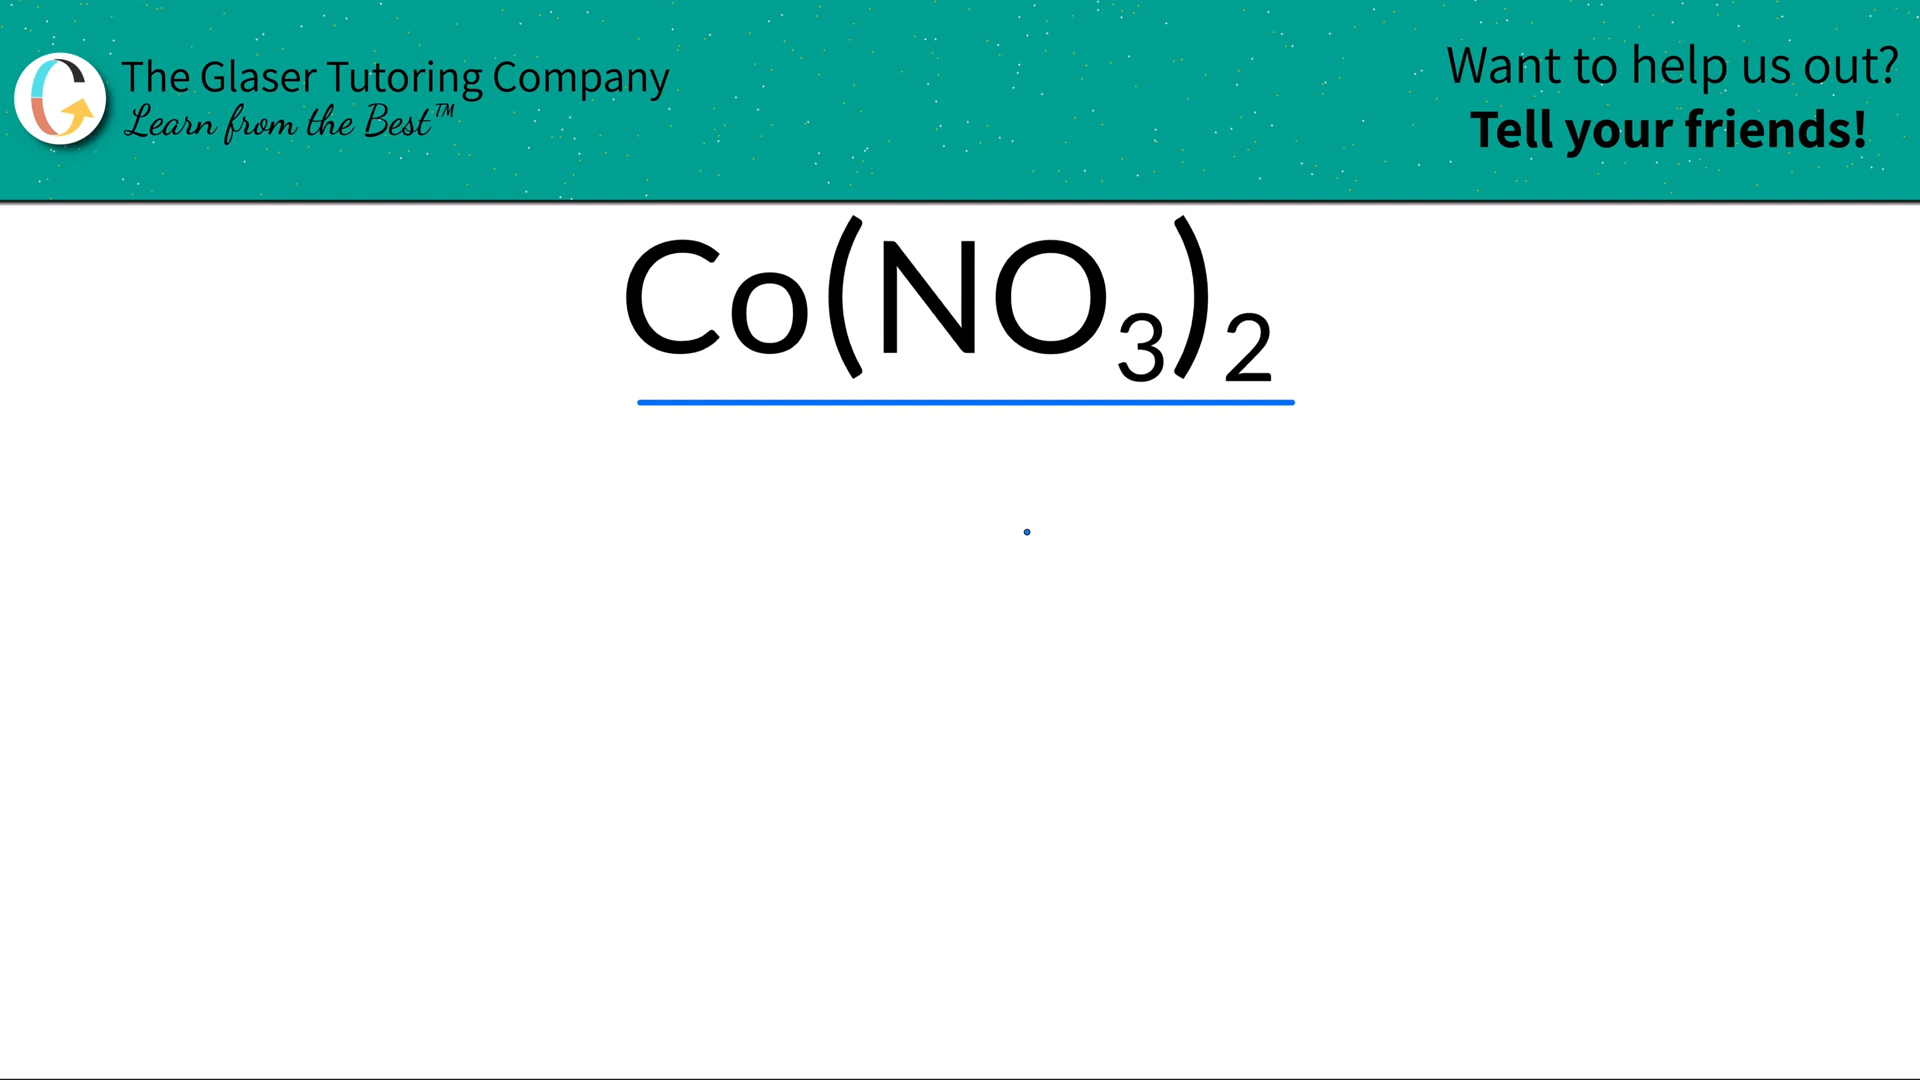 The Glaser Tutoring Company
Learn from the Best™
Want to help us out?
Tell your friends!
Co(NO₃)₂